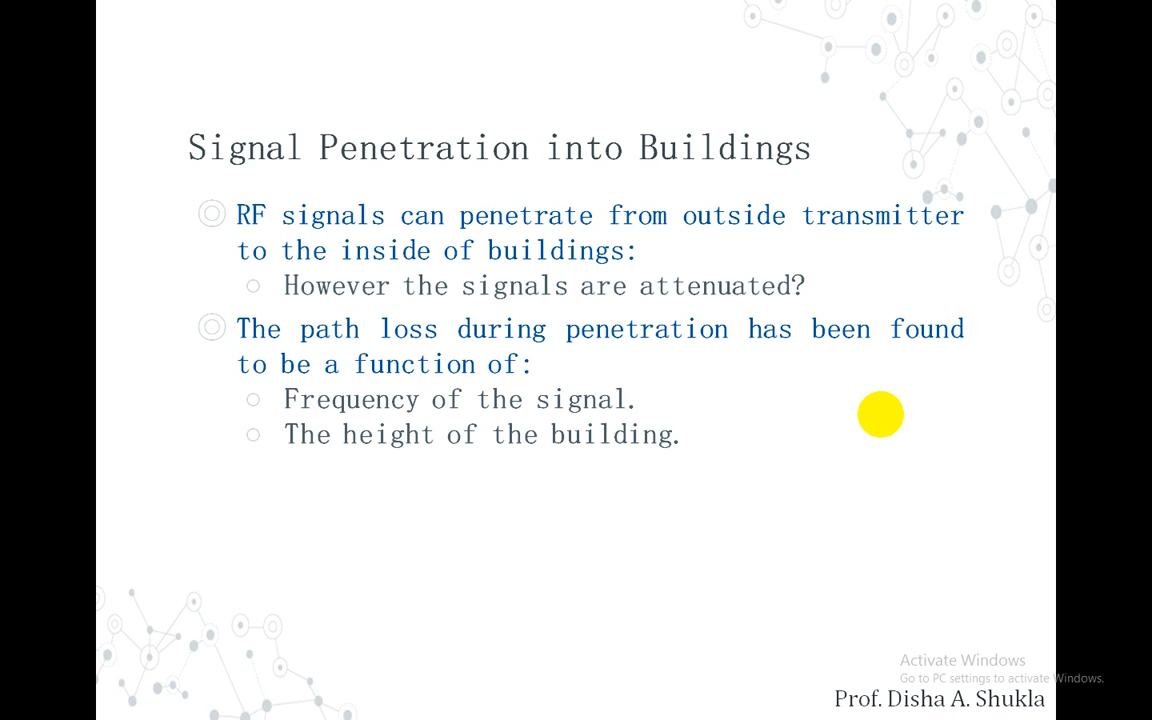 Signal Penetration into Buildings
RF signals can penetrate from outside transmitter
to the inside of buildings:
However the signals are attenuated?
The path loss during penetration has been found
to be a function of:
Frequency of the signal.
The height of the building.
Activate Windows
Go to PC settings to activate Windows.
Prof. Disha A. Shukla